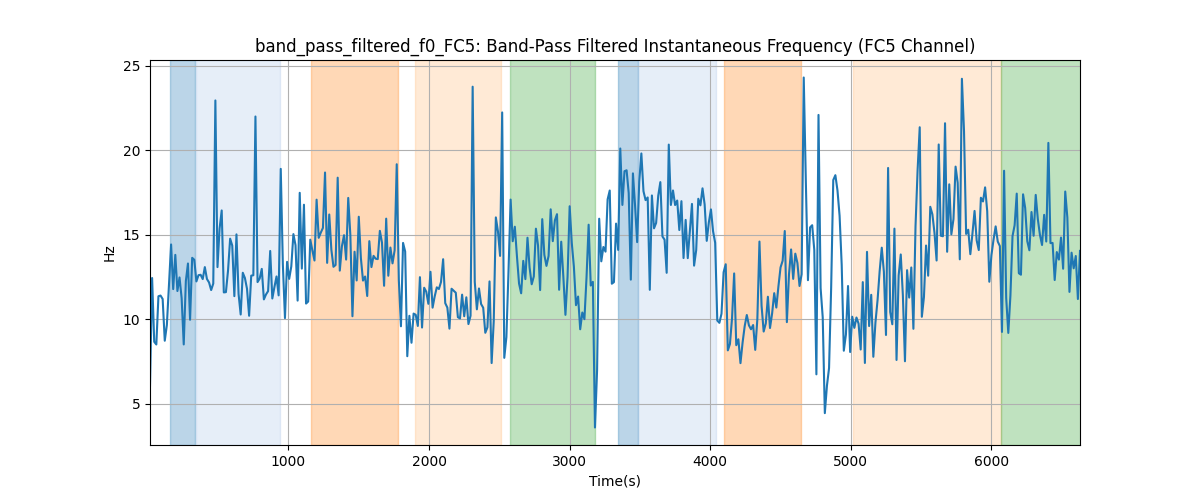 band_pass_filtered_f0_FC5: Band-Pass Filtered Instantaneous Frequency (FC5 Channel)
25
20
15
10
5
Hz
1000 2000 3000 4000 5000 6000
Time(s)